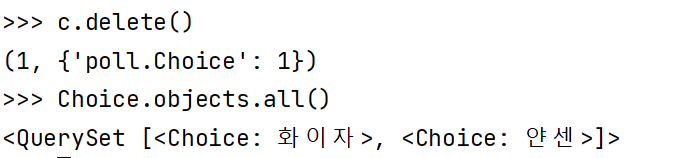 >>> c.delete()
(1, {'poll.Choice': 1})
>>> Choice.objects.all()
<QuerySet [<Choice: 화이자>, <Choice: 얀센>]>